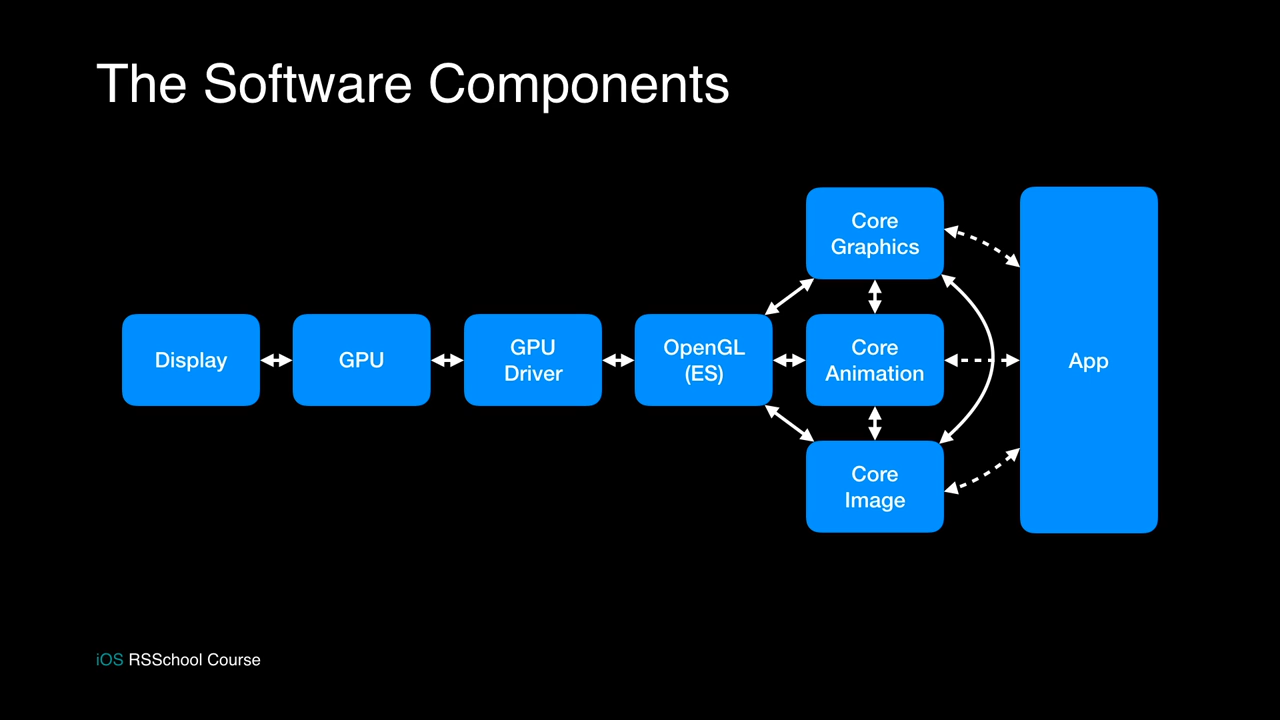 The Software Components
Core
Graphics
Display
GPU
GPU
Driver
OpenGL
(ES)
Core
Animation
App
Core
Image
iOS RSSchool Course